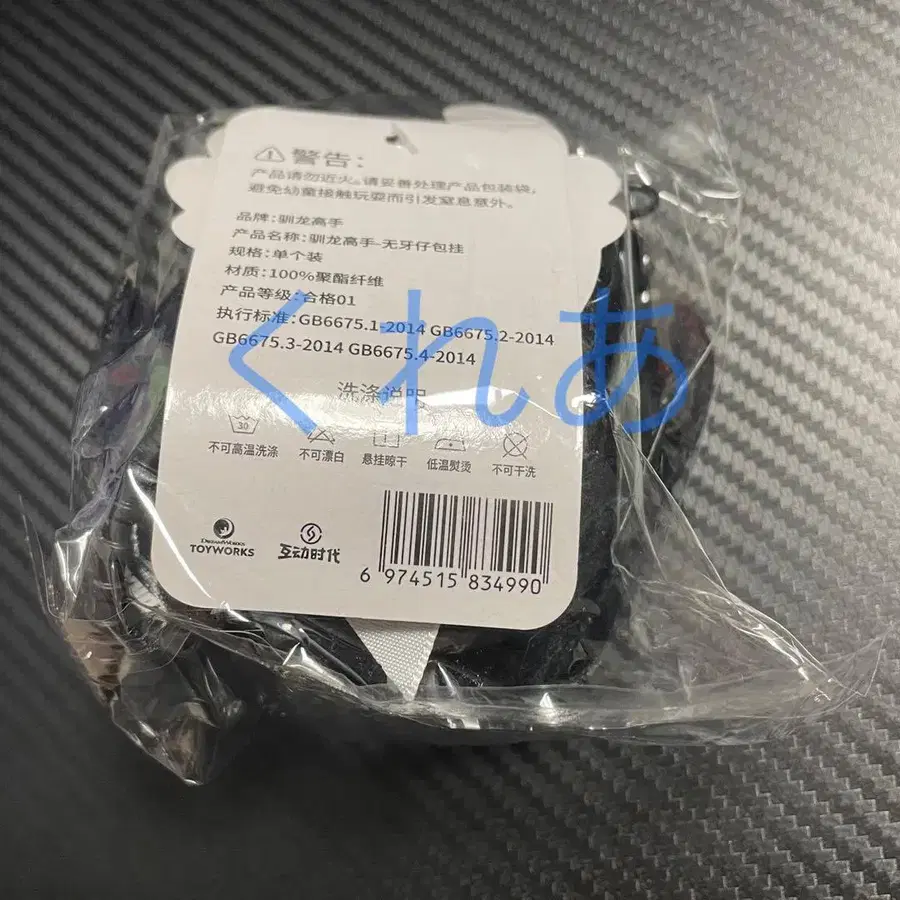 警告：
产品请勿近火。请妥善处理产品包装袋，
避免幼童接触玩耍而引发窒息意外。
品牌：驯龙高手
产品名称：驯龙高手-无牙仔包挂
规格：单个装
材质：100%聚酯纤维
产品等级：合格01
执行标准：GB6675.1-2014 GB6675.2-2014
GB6675.3-2014 GB6675.4-2014
くれあ
洗涤说明
30
不可高温洗涤 不可漂白 悬挂晾干 低温熨烫 不可干洗
DREAMWORKS
TOYWORKS
互动时代
6 974515 834990